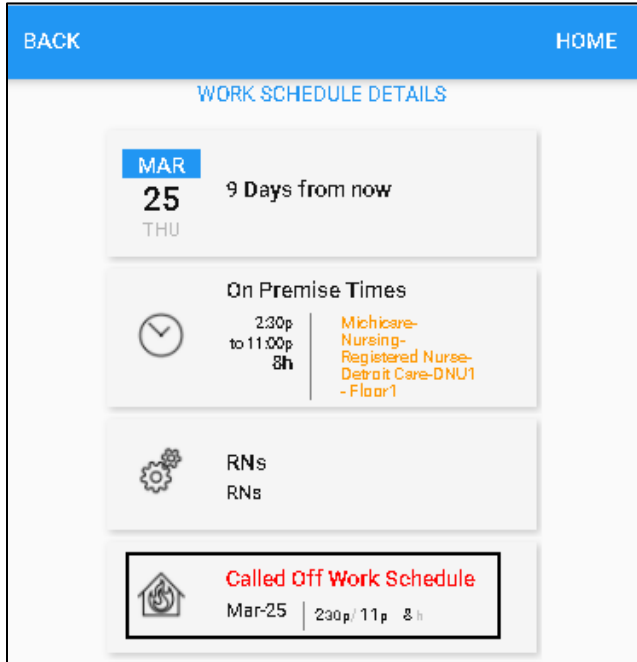 BACK HOME
WORK SCHEDULE DETAILS
MAR
25
THU
9 Days from now
On Premise Times
2:30p
to 11:00p
8h
Michicare-
Nursing-
Registered Nurse-
Detroit Care-DNU1
- Floor1
RNs
RNs
Called Off Work Schedule
Mar-25 230p/11p 8h